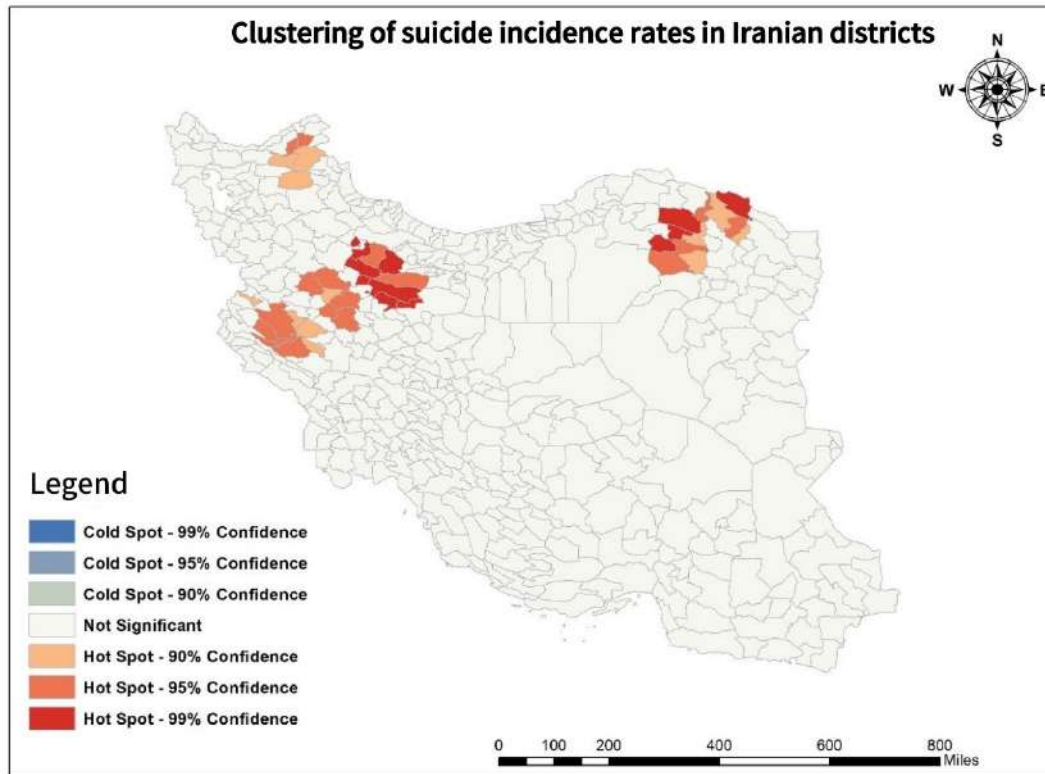 Clustering of suicide incidence rates in Iranian districts
N
W E
S
Legend
Cold Spot - 99% Confidence
Cold Spot - 95% Confidence
Cold Spot - 90% Confidence
Not Significant
Hot Spot - 90% Confidence
Hot Spot - 95% Confidence
Hot Spot - 99% Confidence
0 100 200 400 600 800
Miles